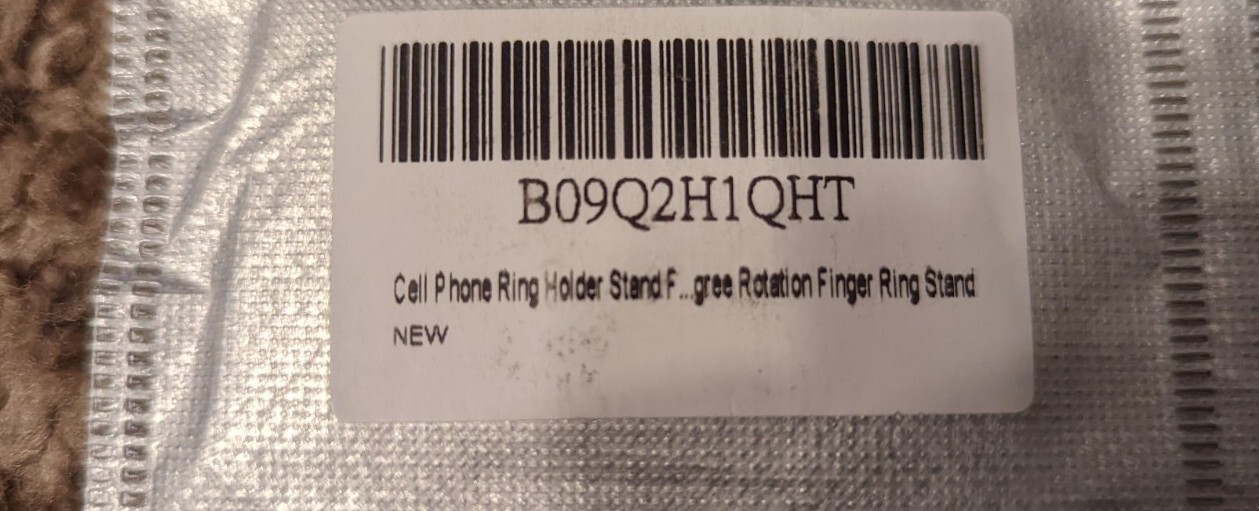 B09Q2H1QHT
Cell Phone Ring Holder Stand F...gree Rotation Finger Ring Stand
NEW